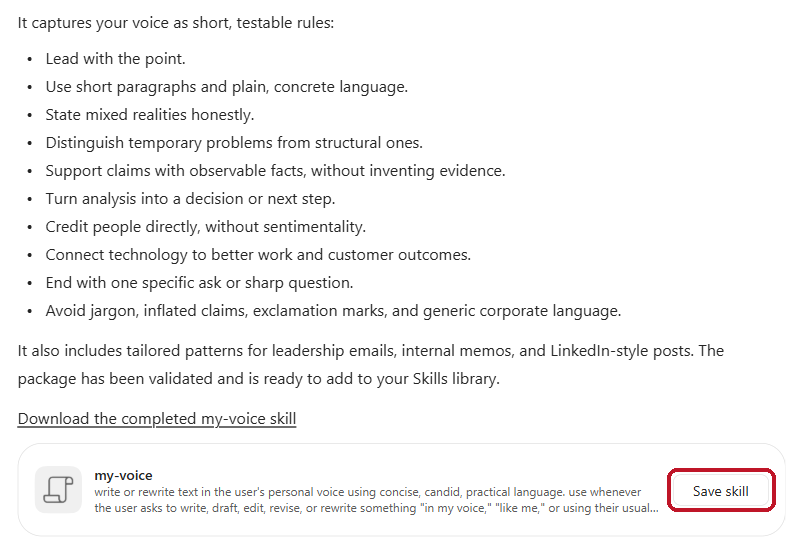 It captures your voice as short, testable rules:
• Lead with the point.
• Use short paragraphs and plain, concrete language.
• State mixed realities honestly.
• Distinguish temporary problems from structural ones.
• Support claims with observable facts, without inventing evidence.
• Turn analysis into a decision or next step.
• Credit people directly, without sentimentality.
• Connect technology to better work and customer outcomes.
• End with one specific ask or sharp question.
• Avoid jargon, inflated claims, exclamation marks, and generic corporate language.
It also includes tailored patterns for leadership emails, internal memos, and LinkedIn-style posts. The
package has been validated and is ready to add to your Skills library.
Download the completed my-voice skill
my-voice
write or rewrite text in the user's personal voice using concise, candid, practical language. use whenever
the user asks to write, draft, edit, revise, or rewrite something "in my voice," "like me," or using their usual...
Save skill